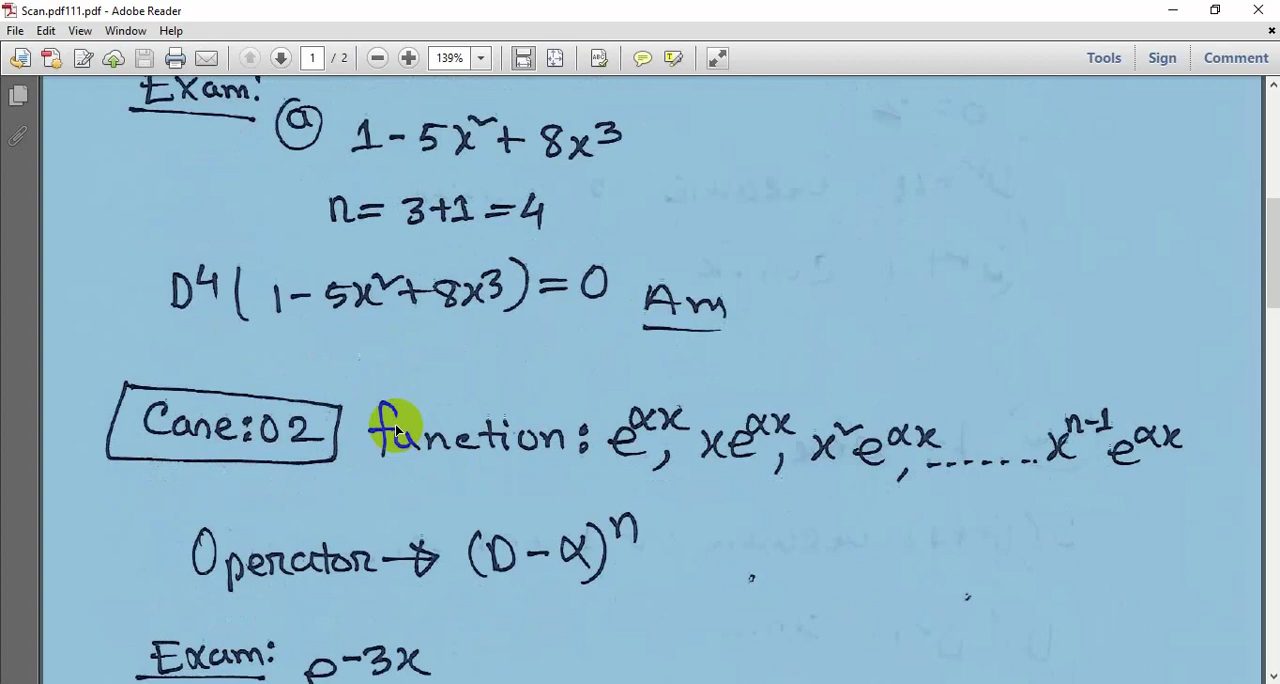 Scan.pdf111.pdf - Adobe Reader
File Edit View Window Help
1 / 2 139% Tools Sign Comment
Exam:
(a) 1 - 5x² + 8x³
n = 3+1 = 4
D⁴(1 - 5x² + 8x³) = 0 Ans
Case: 02 function: e^αx, xe^αx, x²e^αx, ....... x^n-1 e^αx
Operator → (D - α)^n
Exam: e^-3x